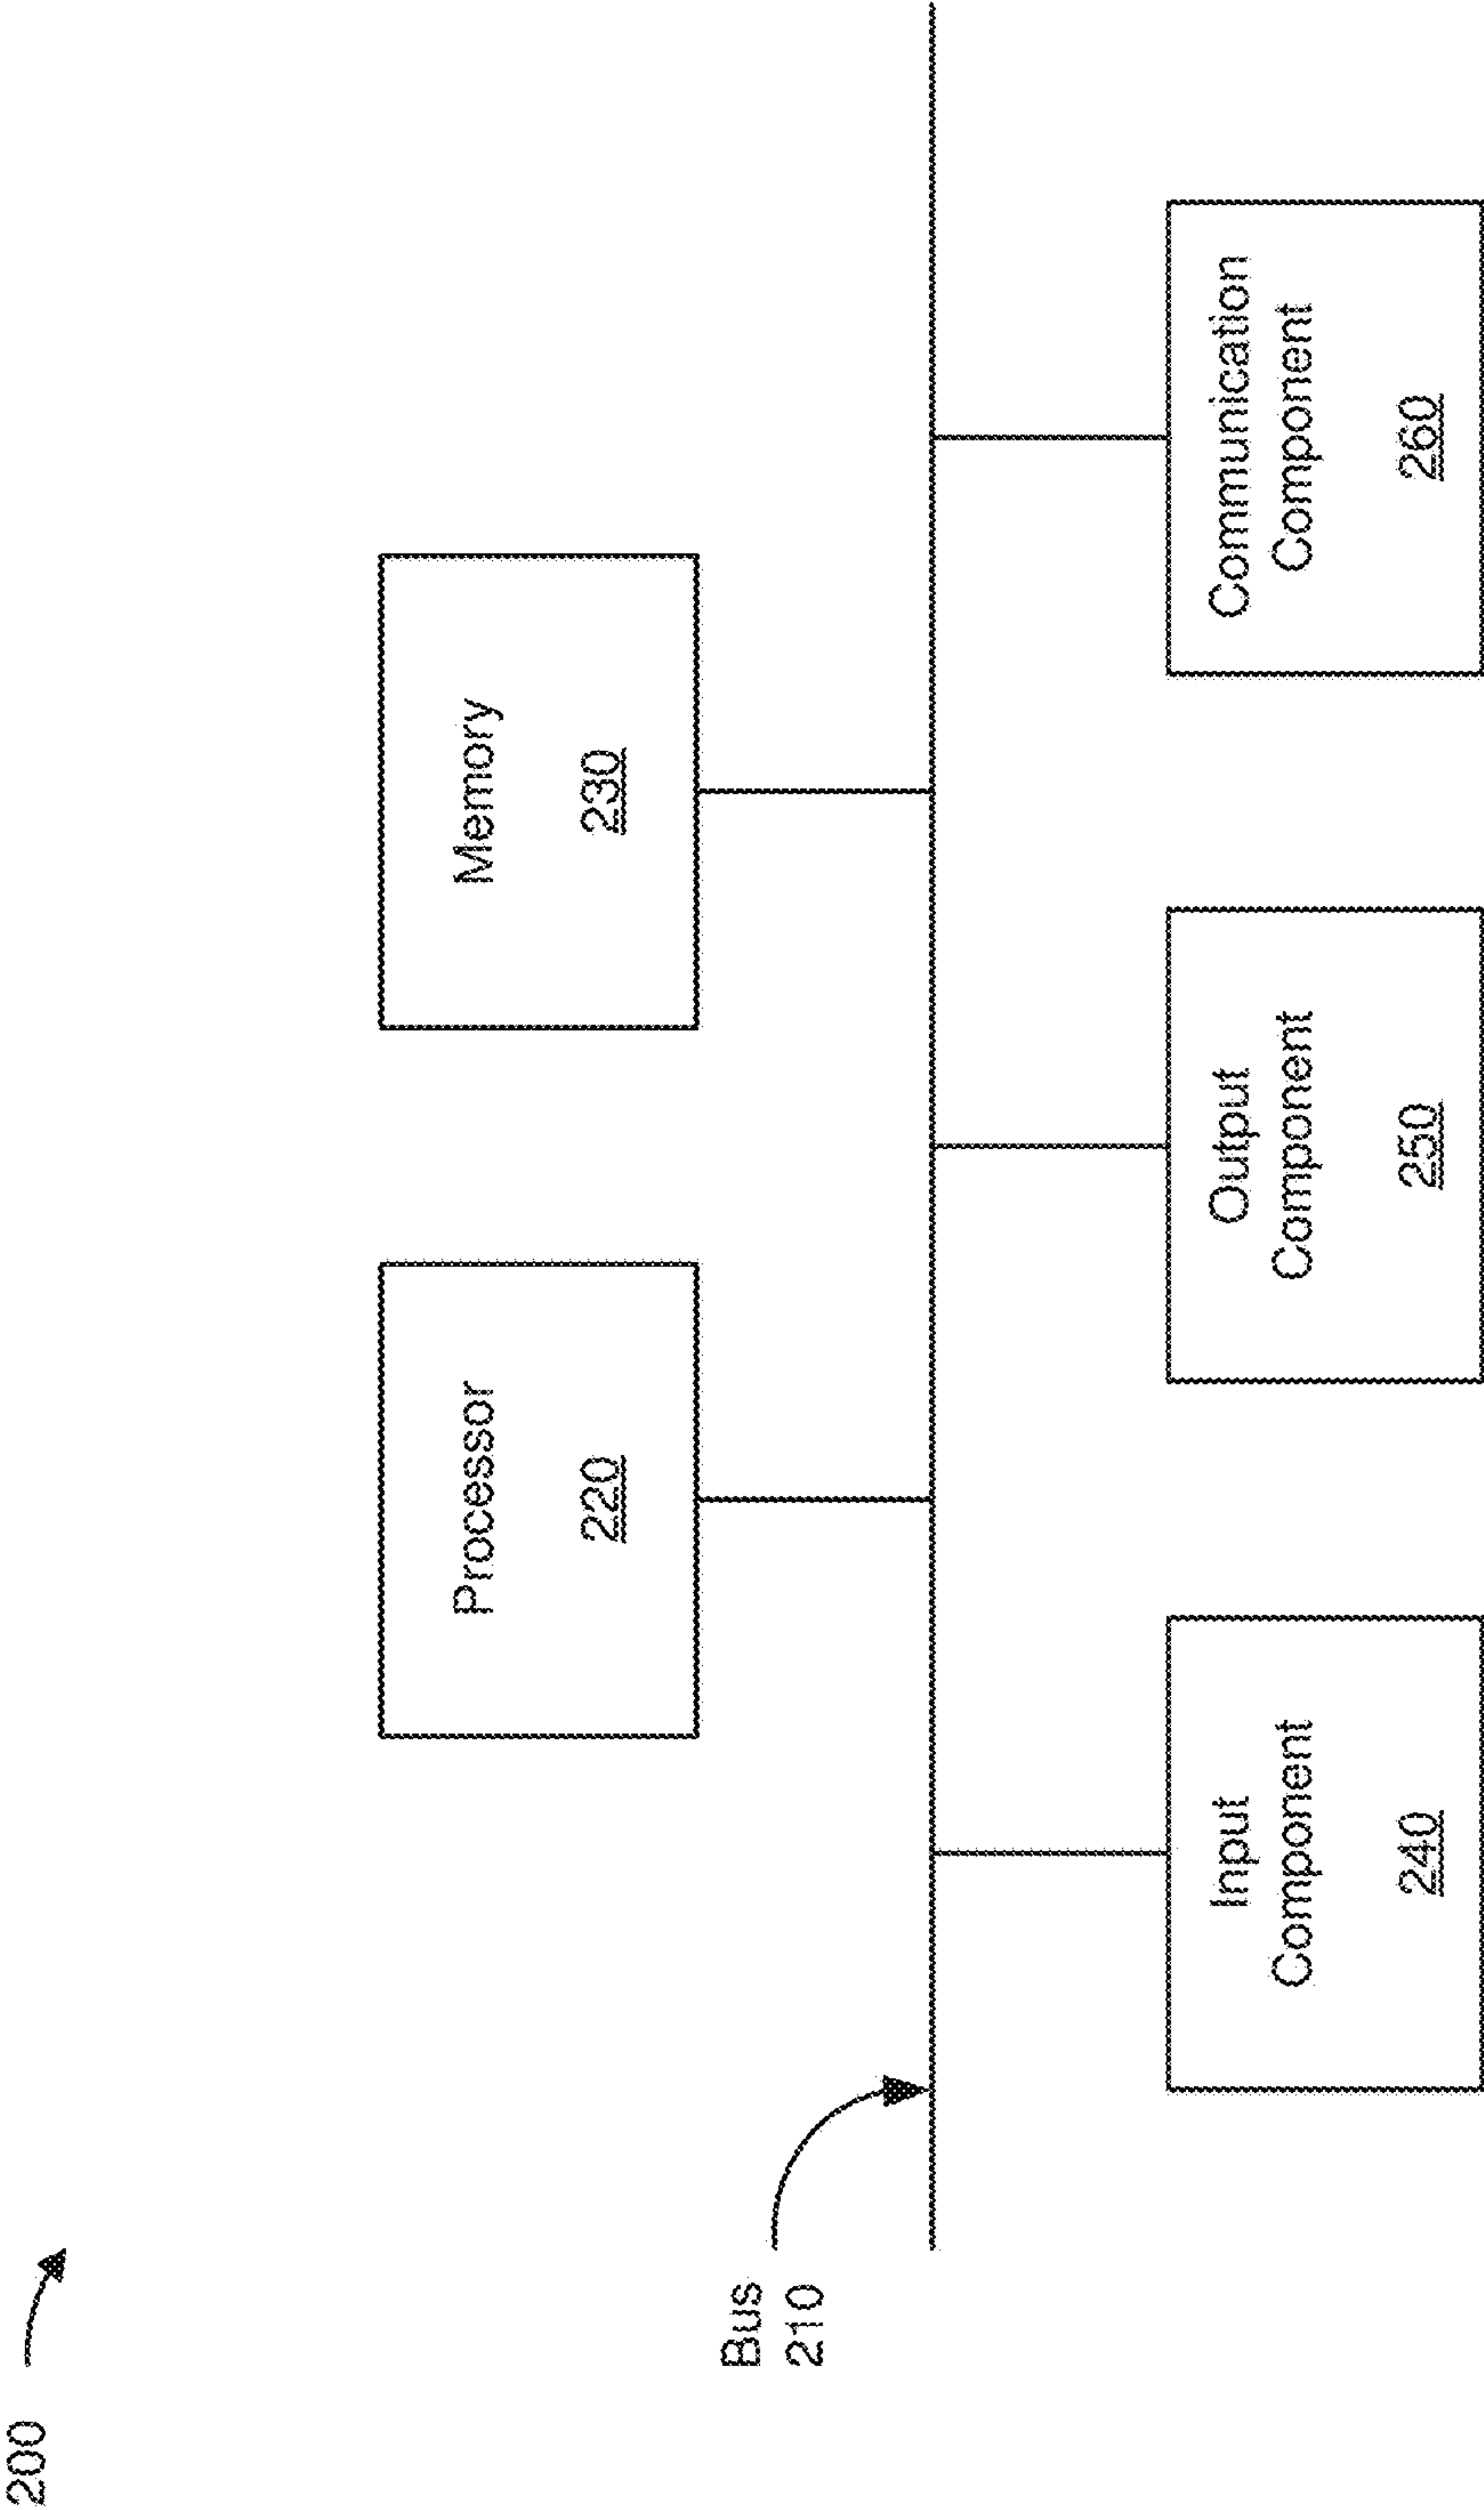 200
Bus
210
Processor
220
Memory
230
Input
Component
240
Output
Component
250
Communication
Component
260